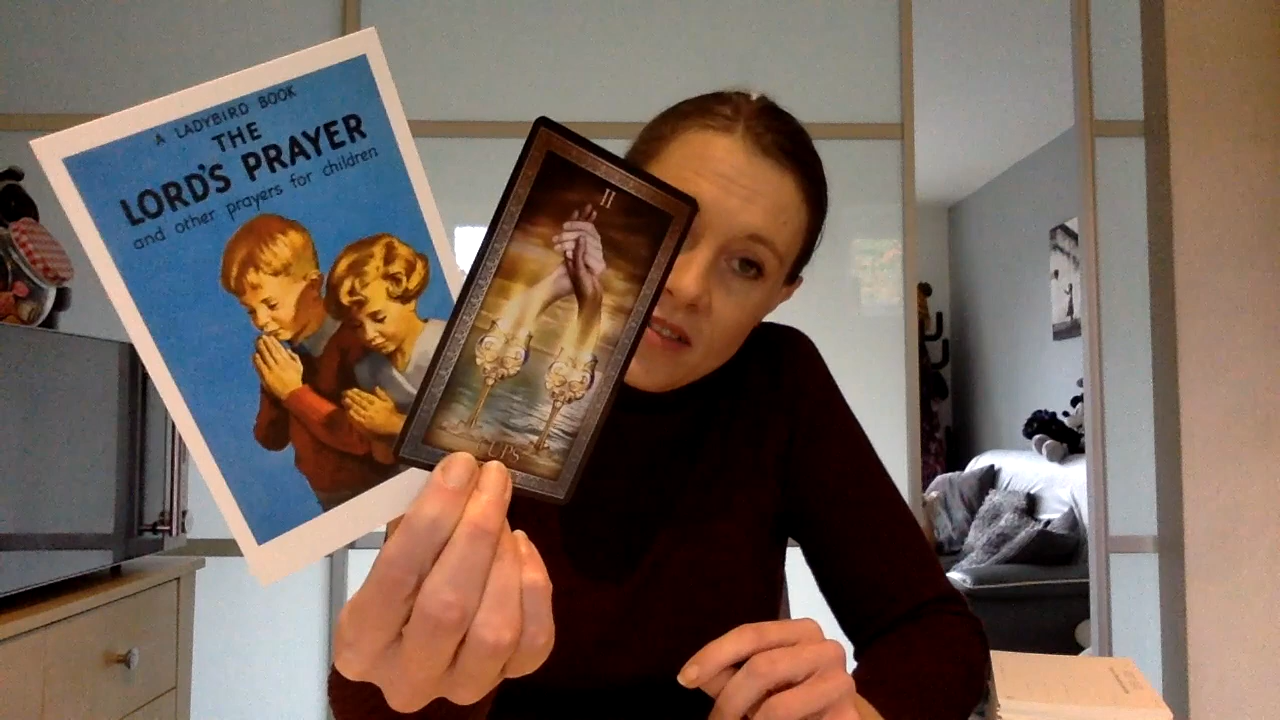 A LADYBIRD BOOK
THE
LORD'S PRAYER
and other prayers for children
II
CUPS